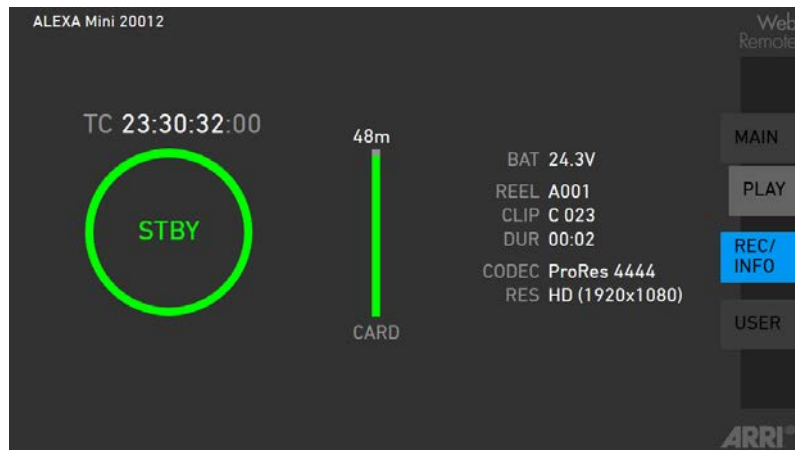 ALEXA Mini 20012
Web
Remote
TC 23:30:32:00
48m
STBY
CARD
BAT 24.3V
REEL A001
CLIP C 023
DUR 00:02
CODEC ProRes 4444
RES HD (1920x1080)
MAIN
PLAY
REC/
INFO
USER
ARRI®